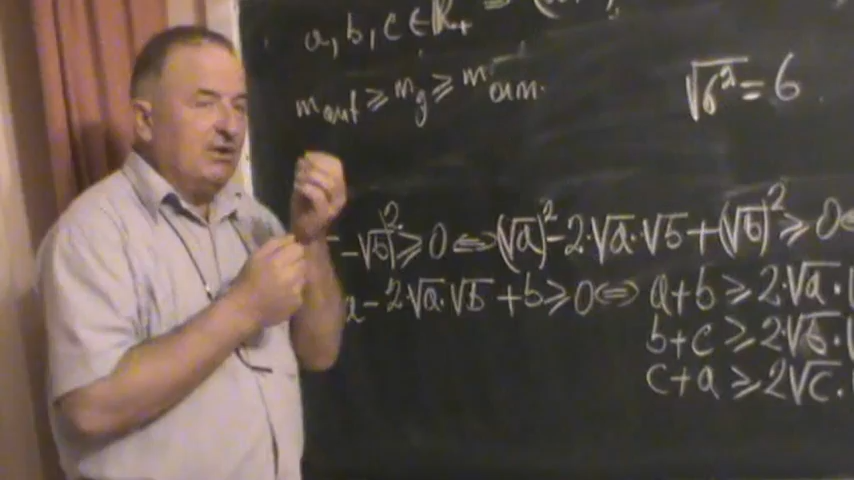 a, b, c ∈ ℝ₊
m_arit ≥ m_g ≥ m_arm.
√6² = 6
-√b)² ≥ 0 ⇔ (√a)² - 2·√a·√b + (√b)² ≥ 0
a - 2√a·√b + b ≥ 0 ⇔ a + b ≥ 2·√a·
b + c ≥ 2√b·
c + a ≥ 2√c·